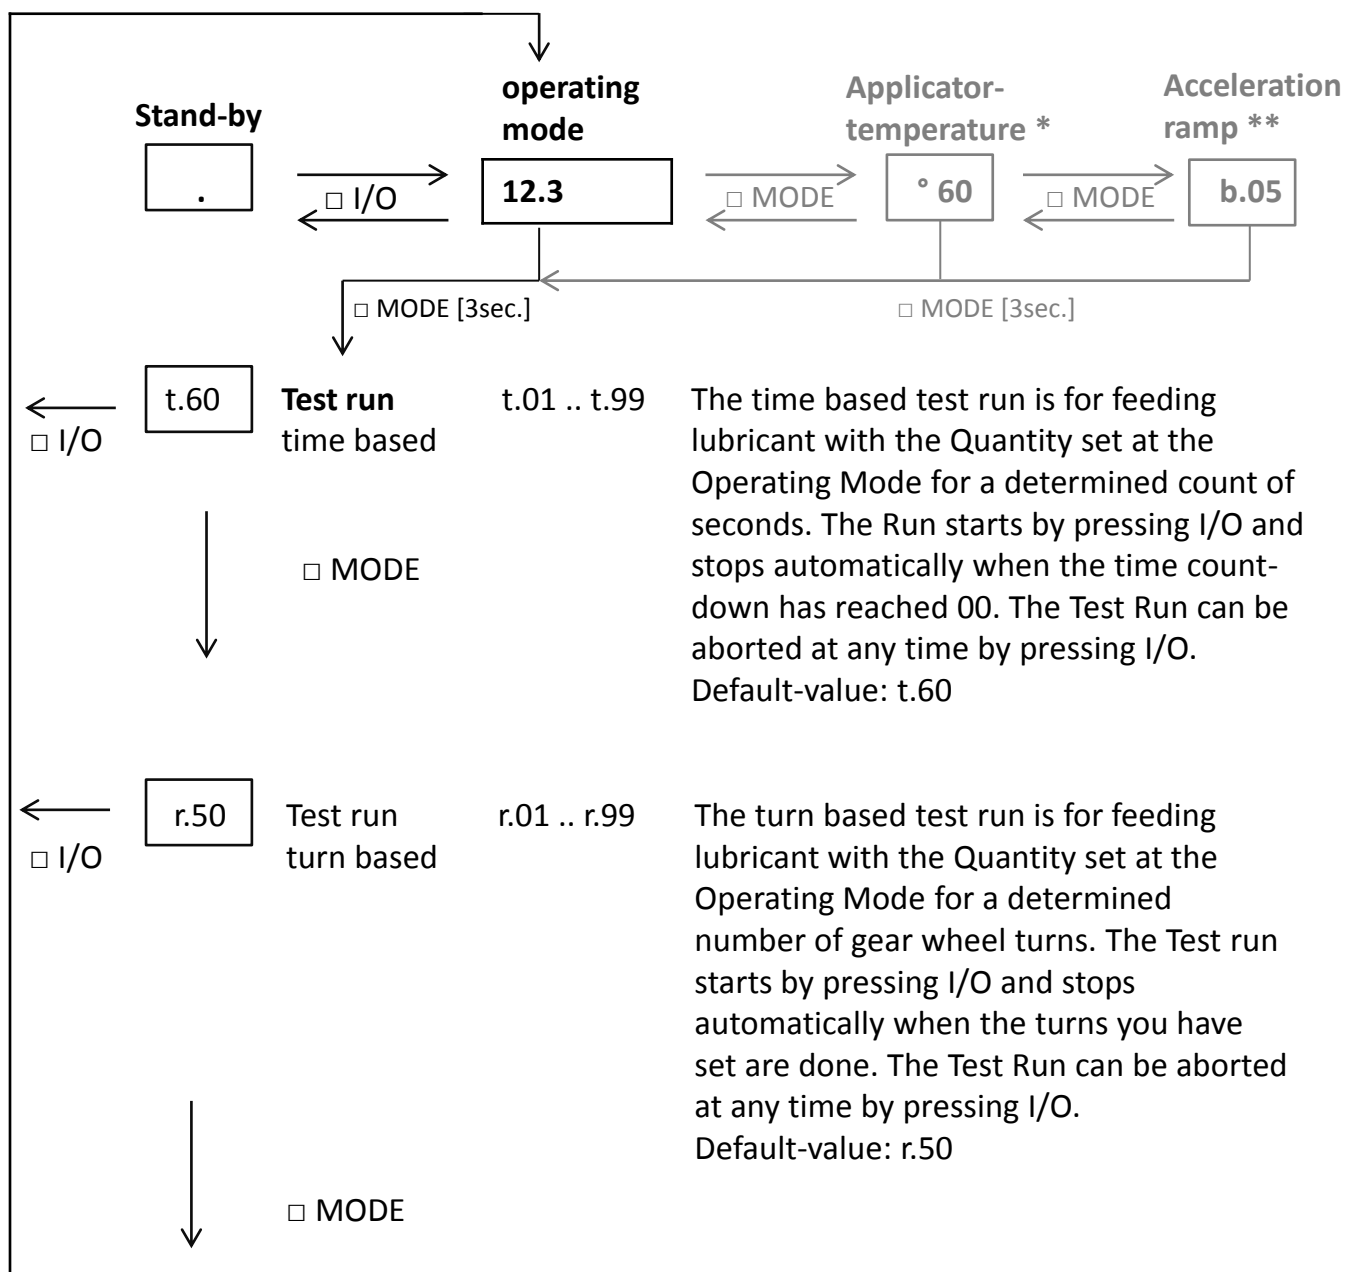 Stand-by
.
operating
mode
12.3
Applicator-
temperature *
° 60
Acceleration
ramp **
b.05
□ I/O
□ MODE
□ MODE
□ MODE [3sec.]
□ MODE [3sec.]
t.60
□ I/O
Test run
time based
t.01 .. t.99
The time based test run is for feeding
lubricant with the Quantity set at the
Operating Mode for a determined count of
seconds. The Run starts by pressing I/O and
stops automatically when the time count-
down has reached 00. The Test Run can be
aborted at any time by pressing I/O.
Default-value: t.60
□ MODE
r.50
□ I/O
Test run
turn based
r.01 .. r.99
The turn based test run is for feeding
lubricant with the Quantity set at the
Operating Mode for a determined
number of gear wheel turns. The Test run
starts by pressing I/O and stops
automatically when the turns you have
set are done. The Test Run can be aborted
at any time by pressing I/O.
Default-value: r.50
□ MODE